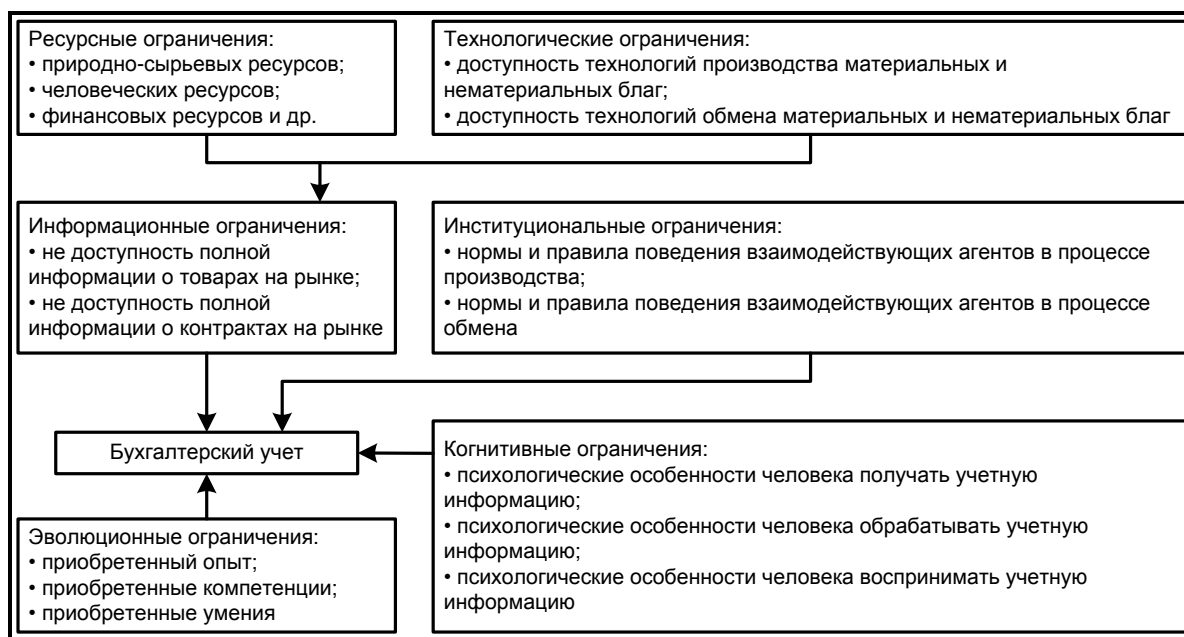 Ресурсные ограничения:
• природно-сырьевых ресурсов;
• человеческих ресурсов;
• финансовых ресурсов и др.
Технологические ограничения:
• доступность технологий производства материальных и
нематериальных благ;
• доступность технологий обмена материальных и нематериальных благ
Информационные ограничения:
• не доступность полной
информации о товарах на рынке;
• не доступность полной
информации о контрактах на рынке
Институциональные ограничения:
• нормы и правила поведения взаимодействующих агентов в процессе
производства;
• нормы и правила поведения взаимодействующих агентов в процессе
обмена
Бухгалтерский учет
Когнитивные ограничения:
• психологические особенности человека получать учетную
информацию;
• психологические особенности человека обрабатывать учетную
информацию;
• психологические особенности человека воспринимать учетную
информацию
Эволюционные ограничения:
• приобретенный опыт;
• приобретенные компетенции;
• приобретенные умения